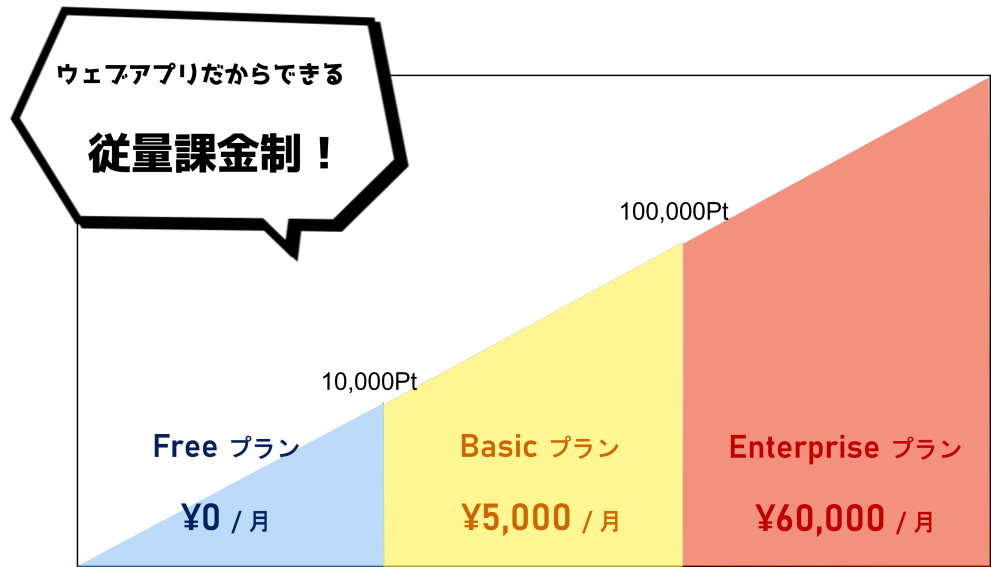 ウェブアプリだからできる
従量課金制！
100,000Pt
10,000Pt
Free プラン
Basic プラン
Enterprise プラン
¥0 / 月
¥5,000 / 月
¥60,000 / 月